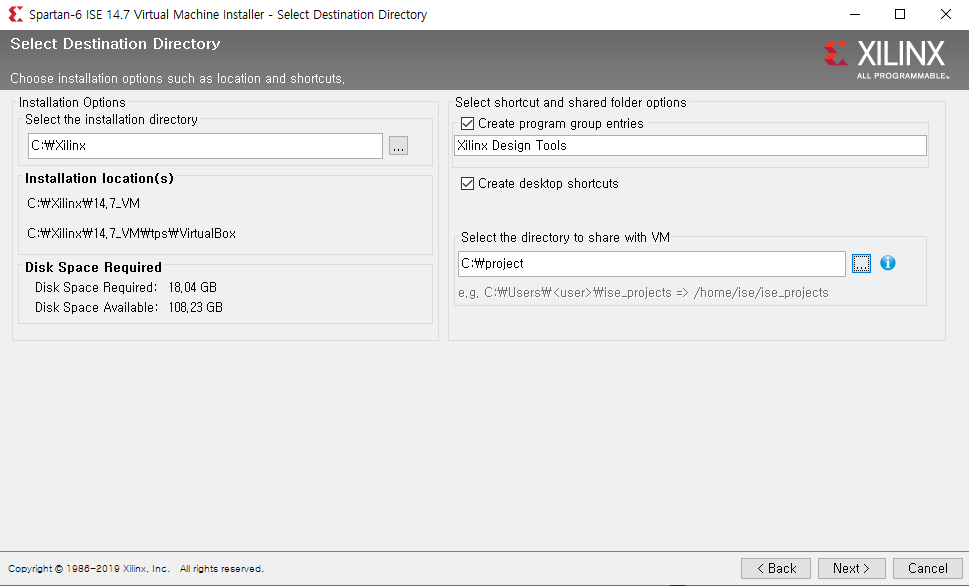 Spartan-6 ISE 14.7 Virtual Machine Installer - Select Destination Directory
Select Destination Directory
XILINX
ALL PROGRAMMABLE™
Choose installation options such as location and shortcuts.
Installation Options
Select the installation directory
C:₩Xilinx
...
Installation location(s)
C:₩Xilinx₩14.7_VM
C:₩Xilinx₩14.7_VM₩tps₩VirtualBox
Disk Space Required
Disk Space Required: 18.04 GB
Disk Space Available: 108.23 GB
Select shortcut and shared folder options
Create program group entries
Xilinx Design Tools
Create desktop shortcuts
Select the directory to share with VM
C:₩project
...
e.g. C:₩Users₩<user>₩ise_projects => /home/ise/ise_projects
Copyright © 1986-2019 Xilinx, Inc. All rights reserved.
< Back
Next >
Cancel